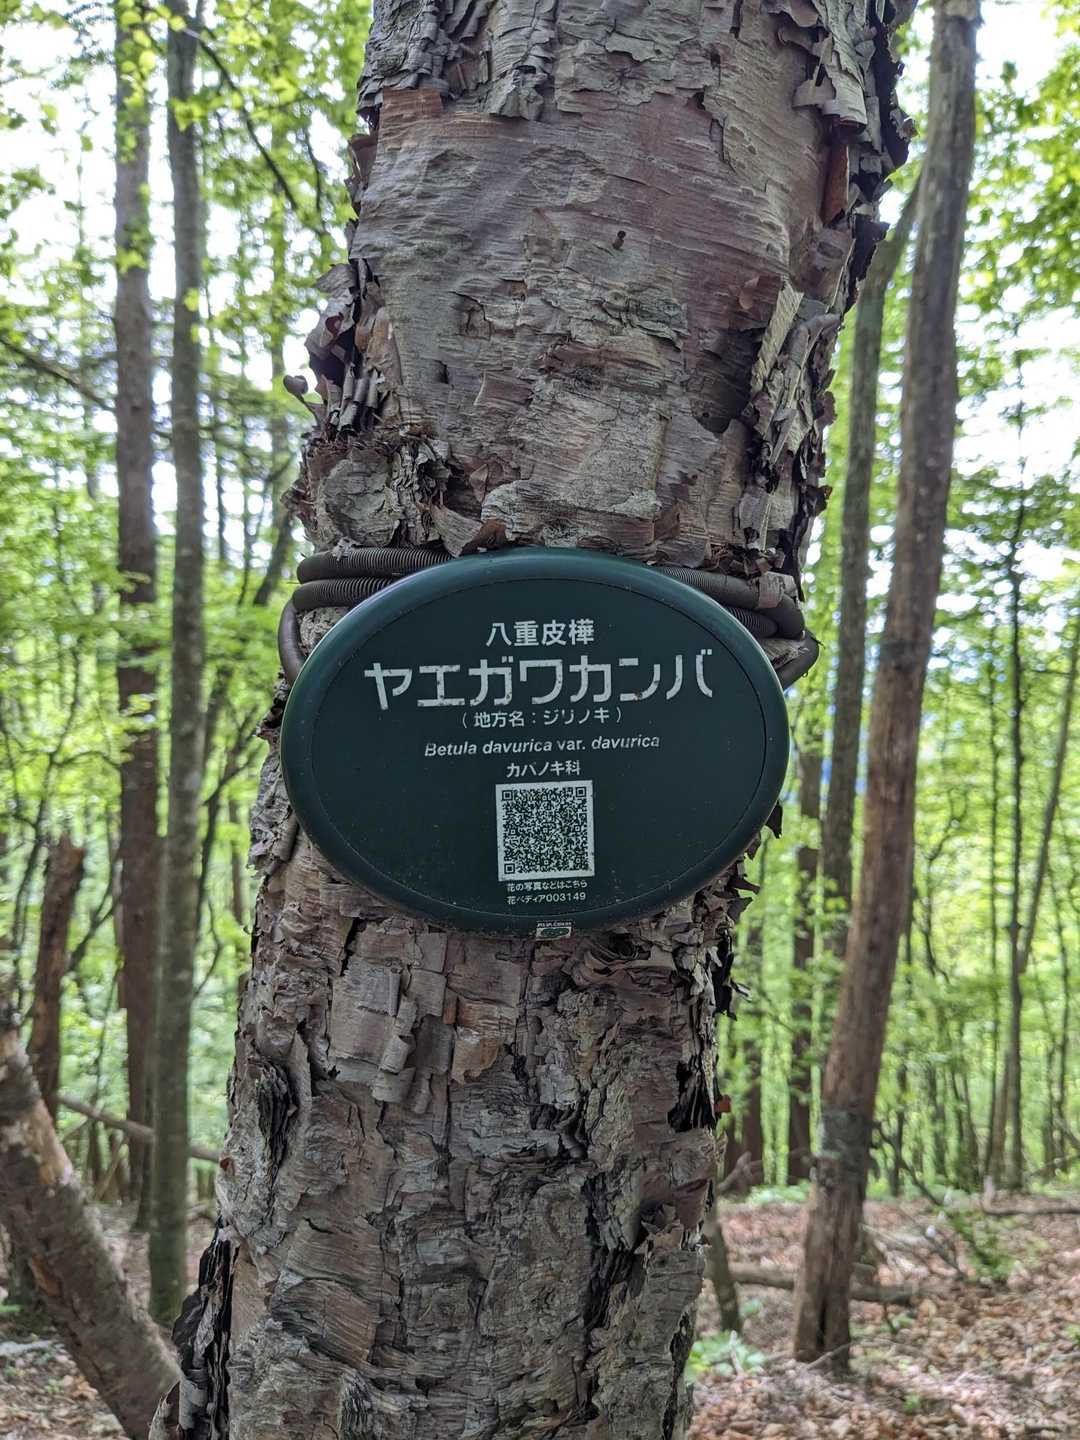 八重皮樺
ヤエガワカンバ
（地方名：ジリノキ）
Betula davurica var. davurica
カバノキ科
花の写真などはこちら
花ペディア003149